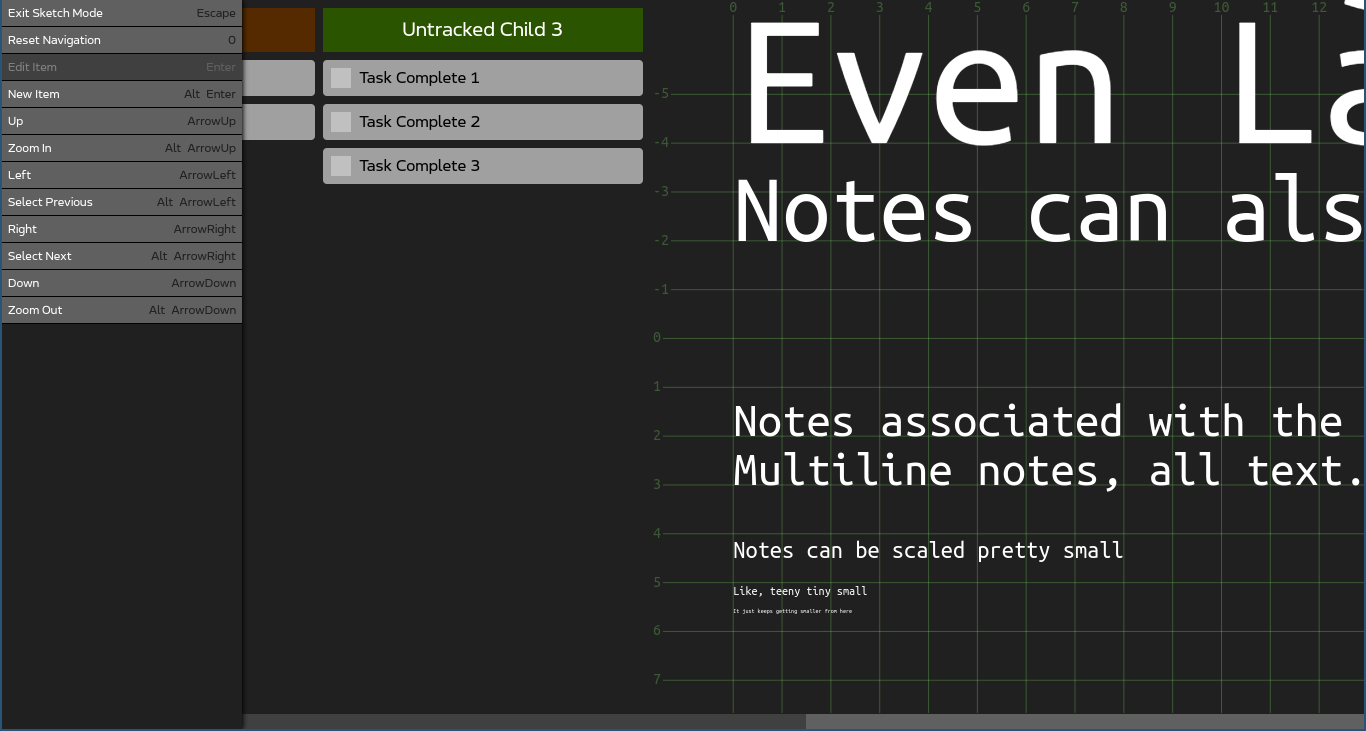 Exit Sketch Mode Escape
Reset Navigation 0
Edit Item Enter
New Item Alt Enter
Up ArrowUp
Zoom In Alt ArrowUp
Left ArrowLeft
Select Previous Alt ArrowLeft
Right ArrowRight
Select Next Alt ArrowRight
Down ArrowDown
Zoom Out Alt ArrowDown
Untracked Child 3
Task Complete 1
Task Complete 2
Task Complete 3
0 1 2 3 4 5 6 7 8 9 10 11 12
-5
-4
-3
-2
-1
0
1
2
3
4
5
6
7
Even La
Notes can als
Notes associated with the
Multiline notes, all text.
Notes can be scaled pretty small
Like, teeny tiny small
It just keeps getting smaller from here